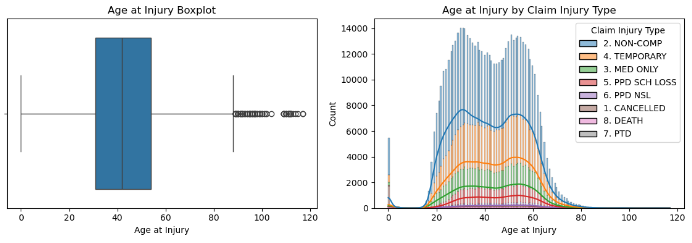 Age at Injury Boxplot
0 20 40 60 80 100 120
Age at Injury
Age at Injury by Claim Injury Type
Count
14000
12000
10000
8000
6000
4000
2000
0
0 20 40 60 80 100 120
Age at Injury
Claim Injury Type
2. NON-COMP
4. TEMPORARY
3. MED ONLY
5. PPD SCH LOSS
6. PPD NSL
1. CANCELLED
8. DEATH
7. PTD